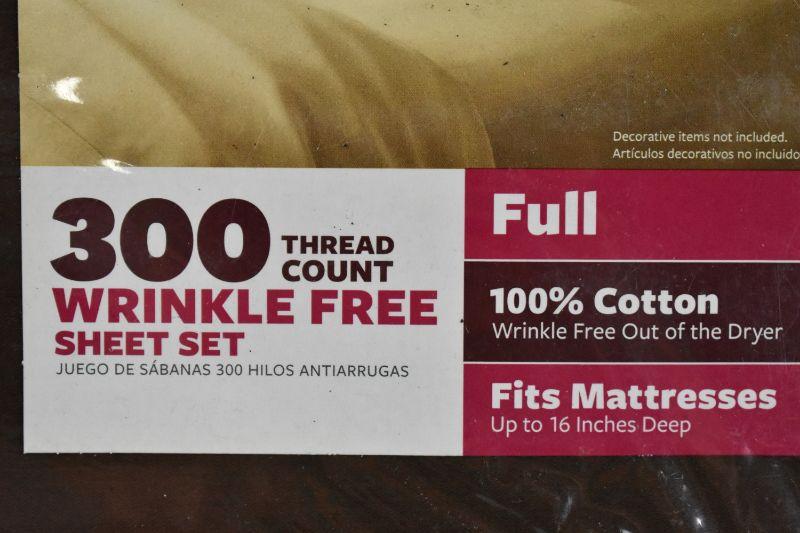 Decorative items not included.
Artículos decorativos no incluido
300 THREAD COUNT
WRINKLE FREE
SHEET SET
JUEGO DE SÁBANAS 300 HILOS ANTIARRUGAS
Full
100% Cotton
Wrinkle Free Out of the Dryer
Fits Mattresses
Up to 16 Inches Deep